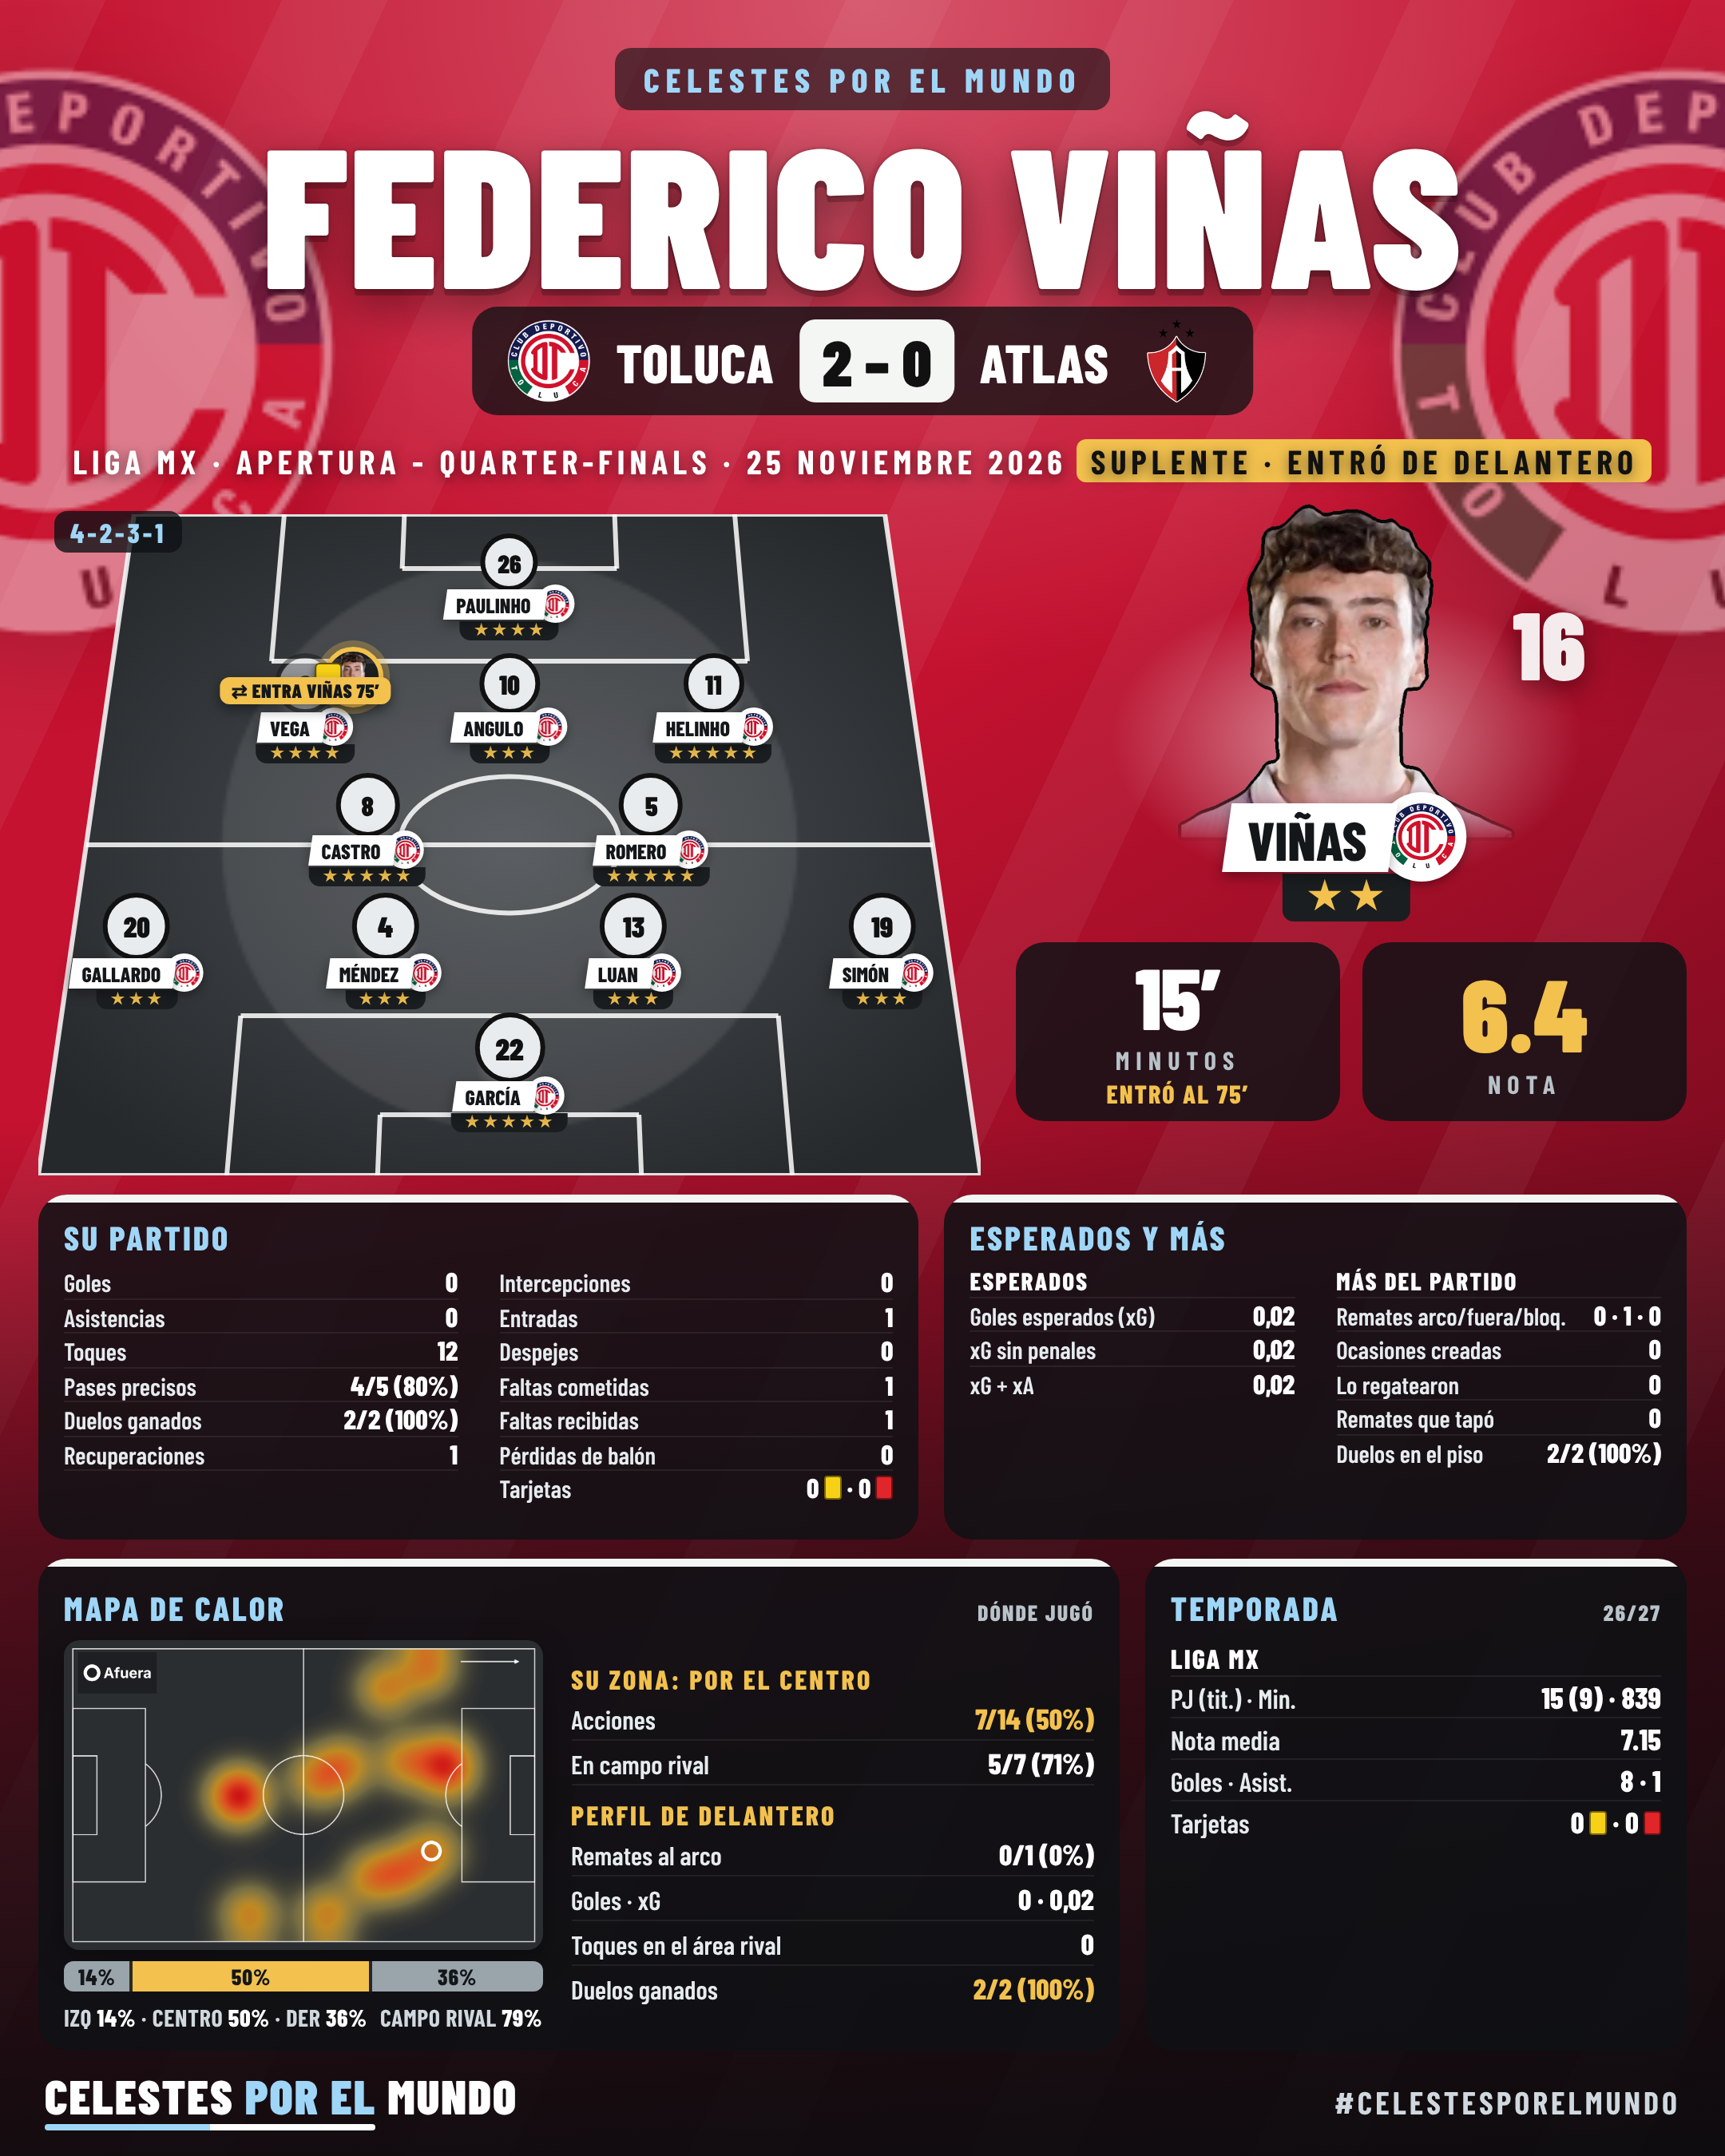 CELESTES POR EL MUNDO
FEDERICO VIÑAS
TOLUCA 2 - 0 ATLAS
LIGA MX · APERTURA - QUARTER-FINALS · 25 NOVIEMBRE 2026 SUPLENTE · ENTRÓ DE DELANTERO
4-2-3-1
26
PAULINHO
⇄ ENTRA VIÑAS 75’
VEGA
10
ANGULO
11
HELINHO
8
CASTRO
5
ROMERO
20
GALLARDO
4
MÉNDEZ
13
LUAN
19
SIMÓN
22
GARCÍA
16
VIÑAS
15’
MINUTOS
ENTRÓ AL 75’
6.4
NOTA
SU PARTIDO
Goles 0
Asistencias 0
Toques 12
Pases precisos 4/5 (80%)
Duelos ganados 2/2 (100%)
Recuperaciones 1
Intercepciones 0
Entradas 1
Despejes 0
Faltas cometidas 1
Faltas recibidas 1
Pérdidas de balón 0
Tarjetas 0 · 0
ESPERADOS Y MÁS
ESPERADOS
Goles esperados (xG) 0,02
xG sin penales 0,02
xG + xA 0,02
MÁS DEL PARTIDO
Remates arco/fuera/bloq. 0 · 1 · 0
Ocasiones creadas 0
Lo regatearon 0
Remates que tapó 0
Duelos en el piso 2/2 (100%)
MAPA DE CALOR
DÓNDE JUGÓ
Afuera
14% 50% 36%
IZQ 14% · CENTRO 50% · DER 36% CAMPO RIVAL 79%
SU ZONA: POR EL CENTRO
Acciones 7/14 (50%)
En campo rival 5/7 (71%)
PERFIL DE DELANTERO
Remates al arco 0/1 (0%)
Goles · xG 0 · 0,02
Toques en el área rival 0
Duelos ganados 2/2 (100%)
TEMPORADA 26/27
LIGA MX
PJ (tit.) · Min. 15 (9) · 839
Nota media 7.15
Goles · Asist. 8 · 1
Tarjetas 0 · 0
CELESTES POR EL MUNDO
#CELESTESPORELMUNDO